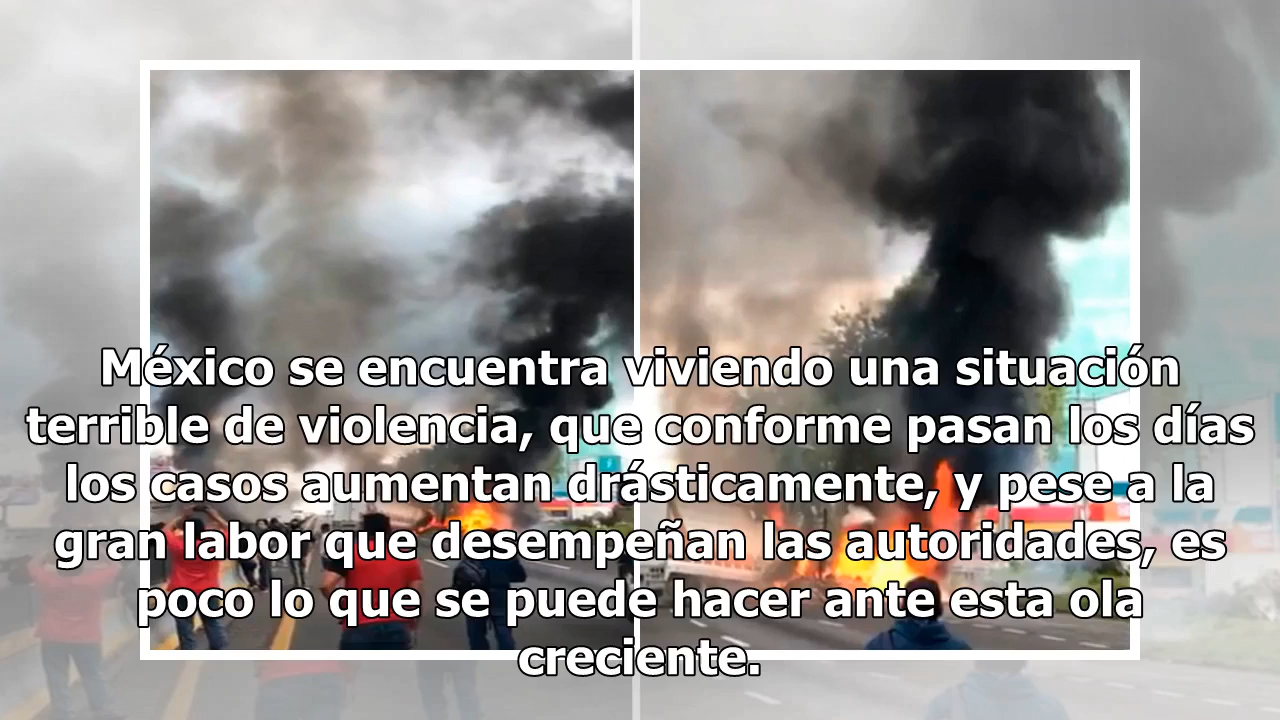 México se encuentra viviendo una situación
terrible de violencia, que conforme pasan los días
los casos aumentan drásticamente, y pese a la
gran labor que desempeñan las autoridades, es
poco lo que se puede hacer ante esta ola
creciente.